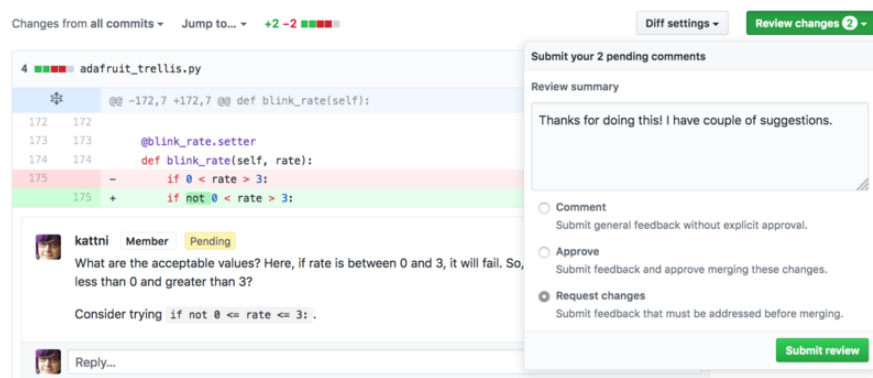 Changes from all commits Jump to... +2 −2 Diff settings Review changes 2
4 adafruit_trellis.py
@@ -172,7 +172,7 @@ def blink_rate(self):
172 172
173 173 @blink_rate.setter
174 174 def blink_rate(self, rate):
175 - if 0 < rate > 3:
175 + if not 0 < rate > 3:
kattni Member Pending
What are the acceptable values? Here, if rate is between 0 and 3, it will fail. So,
less than 0 and greater than 3?
Consider trying if not 0 <= rate <= 3: .
Reply...
Submit your 2 pending comments
Review summary
Thanks for doing this! I have couple of suggestions.
Comment
Submit general feedback without explicit approval.
Approve
Submit feedback and approve merging these changes.
Request changes
Submit feedback that must be addressed before merging.
Submit review